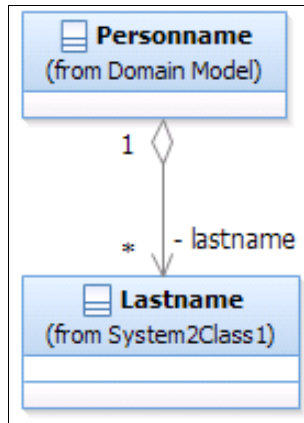 Personname
(from Domain Model)
1
* - lastname
Lastname
(from System2Class1)